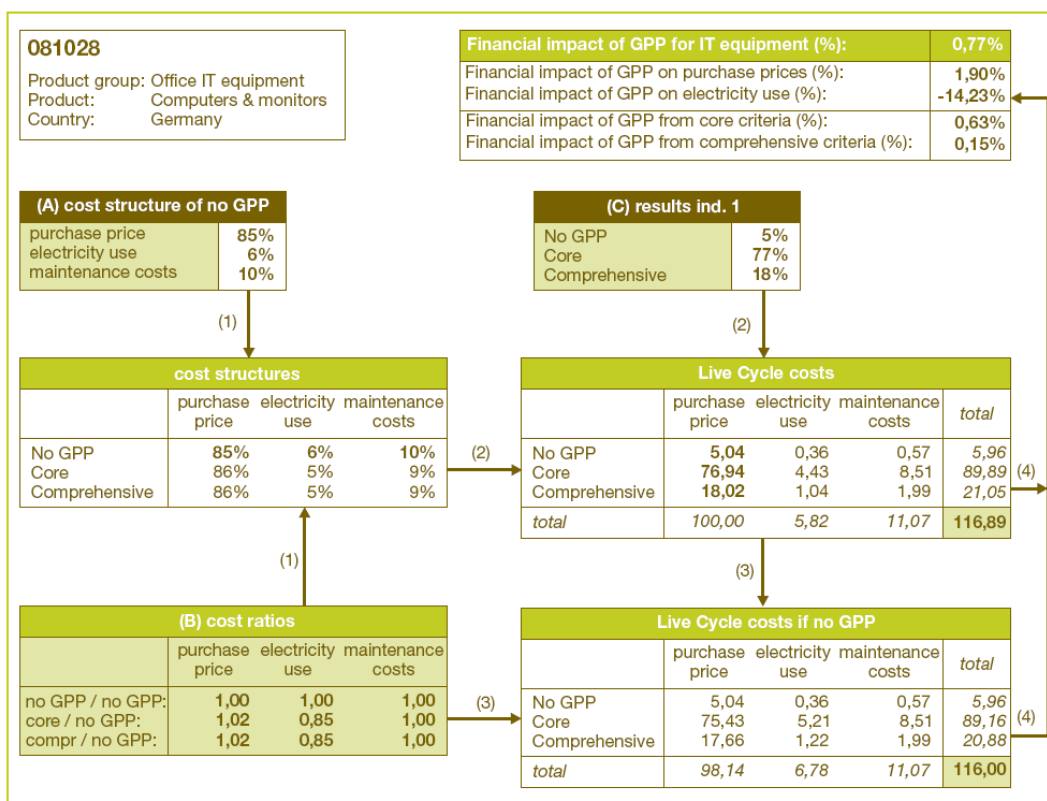 081028
Product group: Office IT equipment
Product: Computers & monitors
Country: Germany
Financial impact of GPP for IT equipment (%): 0,77%
Financial impact of GPP on purchase prices (%): 1,90%
Financial impact of GPP on electricity use (%): -14,23%
Financial impact of GPP from core criteria (%): 0,63%
Financial impact of GPP from comprehensive criteria (%): 0,15%
(A) cost structure of no GPP
purchase price 85%
electricity use 6%
maintenance costs 10%
(C) results ind. 1
No GPP 5%
Core 77%
Comprehensive 18%
(1)
(2)
cost structures
purchase price electricity use maintenance costs
No GPP 85% 6% 10%
Core 86% 5% 9%
Comprehensive 86% 5% 9%
(2)
Live Cycle costs
purchase price electricity use maintenance costs total
No GPP 5,04 0,36 0,57 5,96
Core 76,94 4,43 8,51 89,89
Comprehensive 18,02 1,04 1,99 21,05
total 100,00 5,82 11,07 116,89
(4)
(1)
(3)
(B) cost ratios
purchase price electricity use maintenance costs
no GPP / no GPP: 1,00 1,00 1,00
core / no GPP: 1,02 0,85 1,00
compr / no GPP: 1,02 0,85 1,00
(3)
Live Cycle costs if no GPP
purchase price electricity use maintenance costs total
No GPP 5,04 0,36 0,57 5,96
Core 75,43 5,21 8,51 89,16
Comprehensive 17,66 1,22 1,99 20,88
total 98,14 6,78 11,07 116,00
(4)